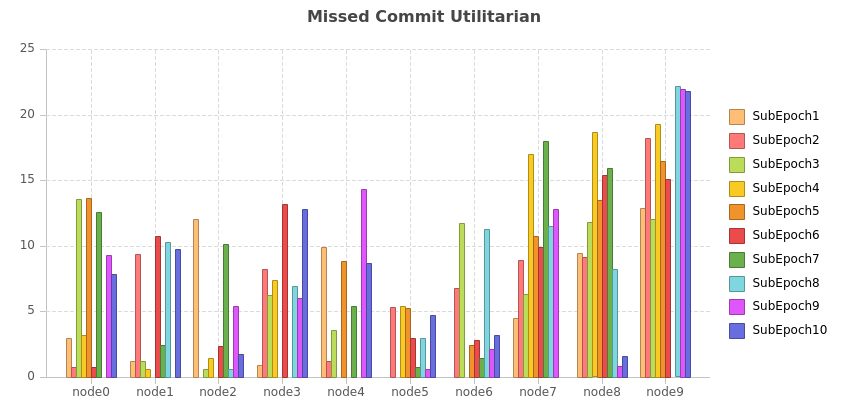 Missed Commit Utilitarian
25
20
15
10
5
0
node0 node1 node2 node3 node4 node5 node6 node7 node8 node9
SubEpoch1
SubEpoch2
SubEpoch3
SubEpoch4
SubEpoch5
SubEpoch6
SubEpoch7
SubEpoch8
SubEpoch9
SubEpoch10